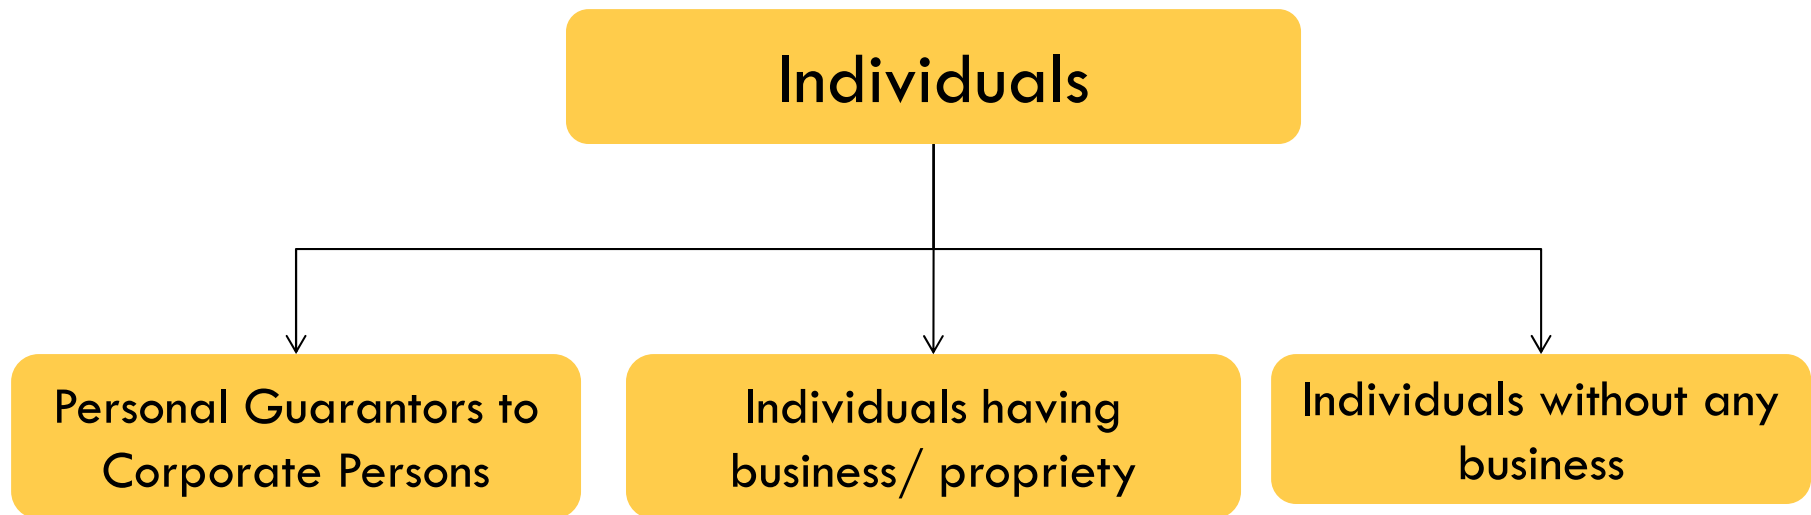 Individuals
Personal Guarantors to
Corporate Persons
Individuals having
business/ propriety
Individuals without any
business